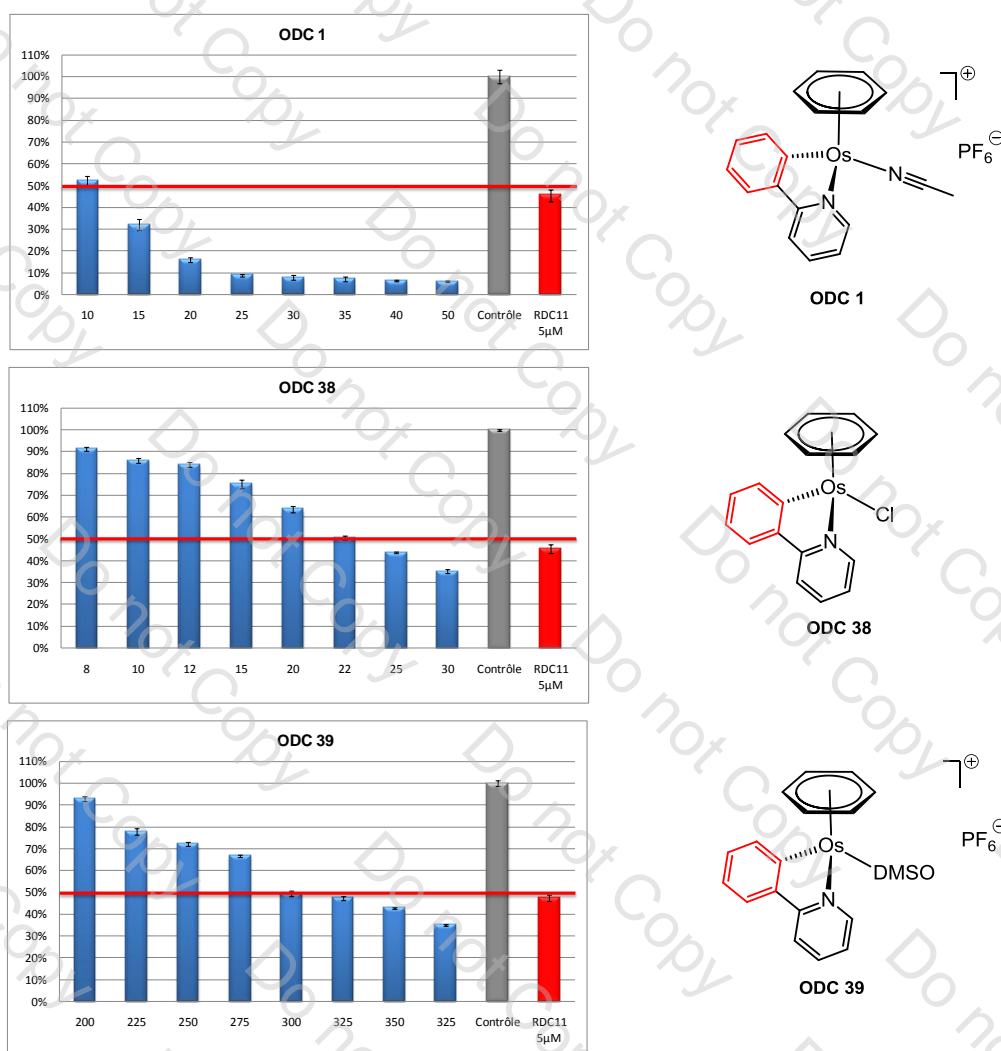 ODC 1
110%
100%
90%
80%
70%
60%
50%
40%
30%
20%
10%
0%
10 15 20 25 30 35 40 50 Contrôle RDC11
5µM
Os
N
N
]⊕
PF6⊖
ODC 1
ODC 38
110%
100%
90%
80%
70%
60%
50%
40%
30%
20%
10%
0%
8 10 12 15 20 22 25 30 Contrôle RDC11
5µM
Os
Cl
N
ODC 38
ODC 39
110%
100%
90%
80%
70%
60%
50%
40%
30%
20%
10%
0%
200 225 250 275 300 325 350 325 Contrôle RDC11
5µM
Os
DMSO
N
]⊕
PF6⊖
ODC 39
Do not Copy